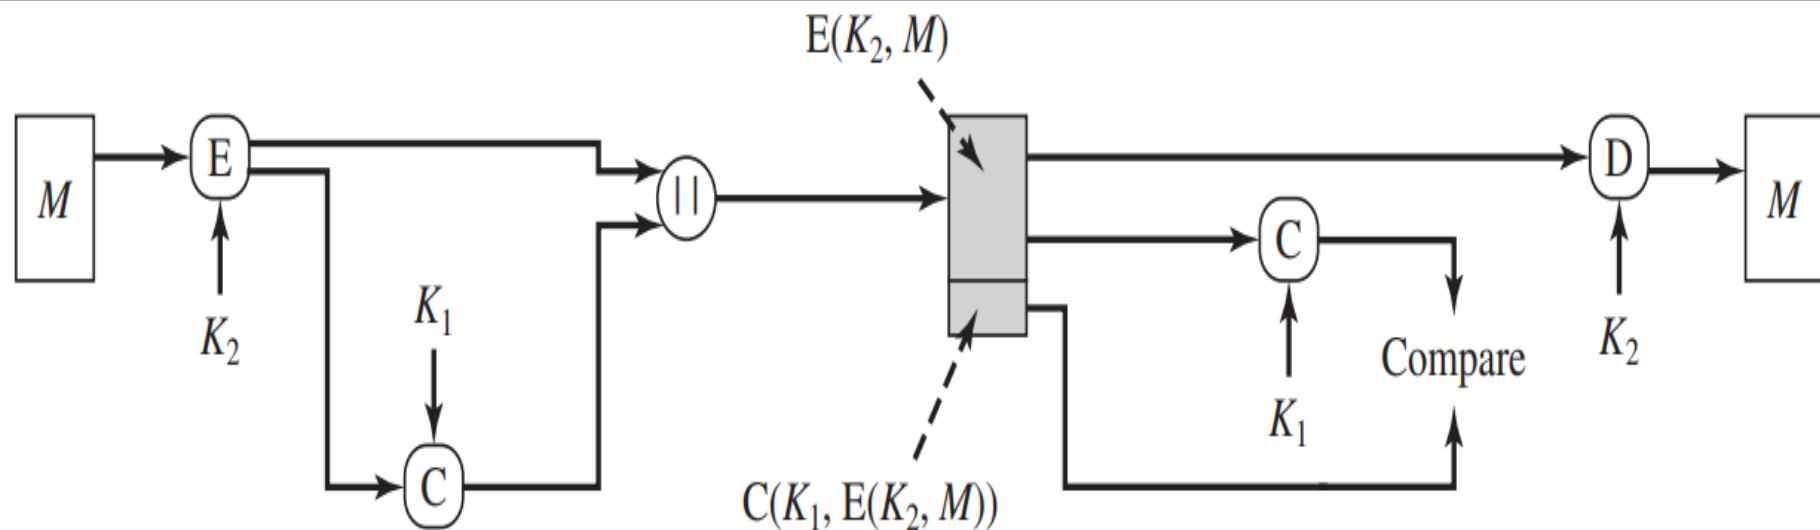 E(K₂, M)
M
E
||
D
M
C
K₁
K₂
K₂
Compare
K₁
C
C(K₁, E(K₂, M))